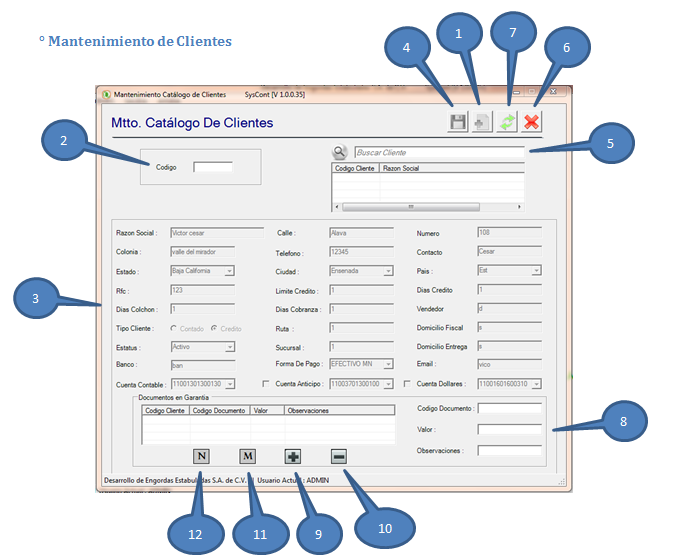 ° Mantenimiento de Clientes
4 1 7 6
Mantenimiento Catálogo de Clientes SysCont [V 1.0.0.35]
Mtto. Catálogo De Clientes
2
Codigo
Buscar Cliente
5
Codigo Cliente Razon Social
Razon Social : Victor cesar Calle : Alava Numero 108
Colonia : valle del mirador Telefono : 12345 Contacto Cesar
Estado : Baja California Ciudad : Ensenada Pais : Est
3
Rfc : 123 Limite Credito : 1 Dias Credito 1
Dias Colchon : 1 Dias Cobranza : 1 Vendedor d
Tipo Cliente : Contado Credito Ruta : 1 Domicilio Fiscal s
Estatus : Activo Sucursal : 1 Domicilio Entrega s
Banco : ban Forma De Pago : EFECTIVO MN Email : vico
Cuenta Contable : 11001301300130 Cuenta Anticipo : 11003701300100 Cuenta Dollares : 11001601600310
Documentos en Garantia
Codigo Cliente Codigo Documento Valor Observaciones
Codigo Documento :
Valor :
8
Observaciones :
N M
Desarrollo de Engordas Estabuladas S.A. de C.V. Usuario Actual : ADMIN
12 11 9 10